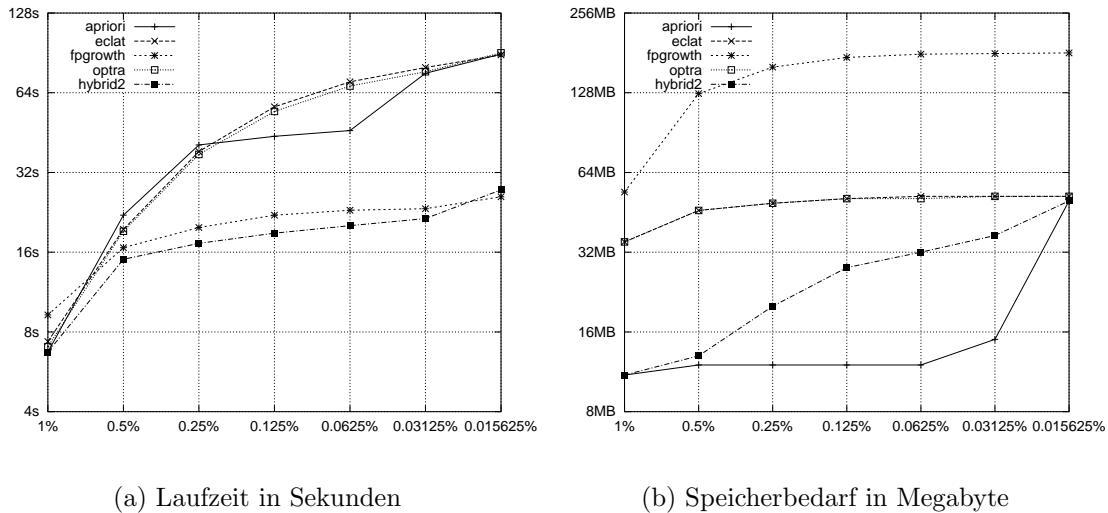 128s
64s
32s
16s
8s
4s
1% 0.5% 0.25% 0.125% 0.0625% 0.03125% 0.015625%
apriori
eclat
fpgrowth
optra
hybrid2
(a) Laufzeit in Sekunden
256MB
128MB
64MB
32MB
16MB
8MB
1% 0.5% 0.25% 0.125% 0.0625% 0.03125% 0.015625%
apriori
eclat
fpgrowth
optra
hybrid2
(b) Speicherbedarf in Megabyte